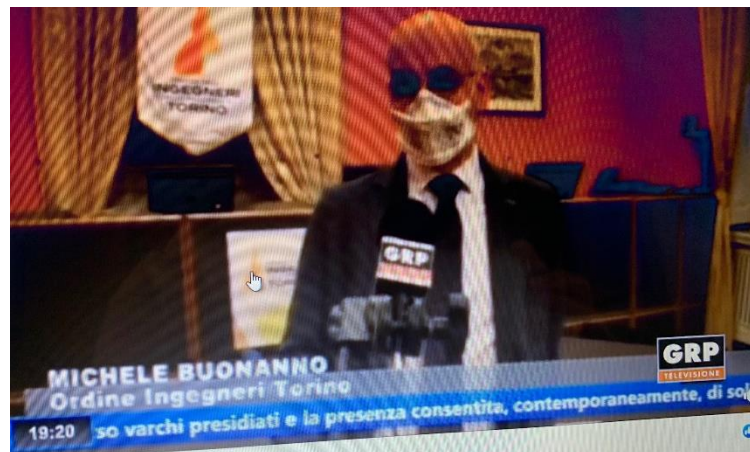 INGEGNERI
TORINO
GRP
MICHELE BUONANNO
Ordine Ingegneri Torino
GRP
TELEVISIONE
19:20 so varchi presidiati e la presenza consentita, contemporaneamente, di so